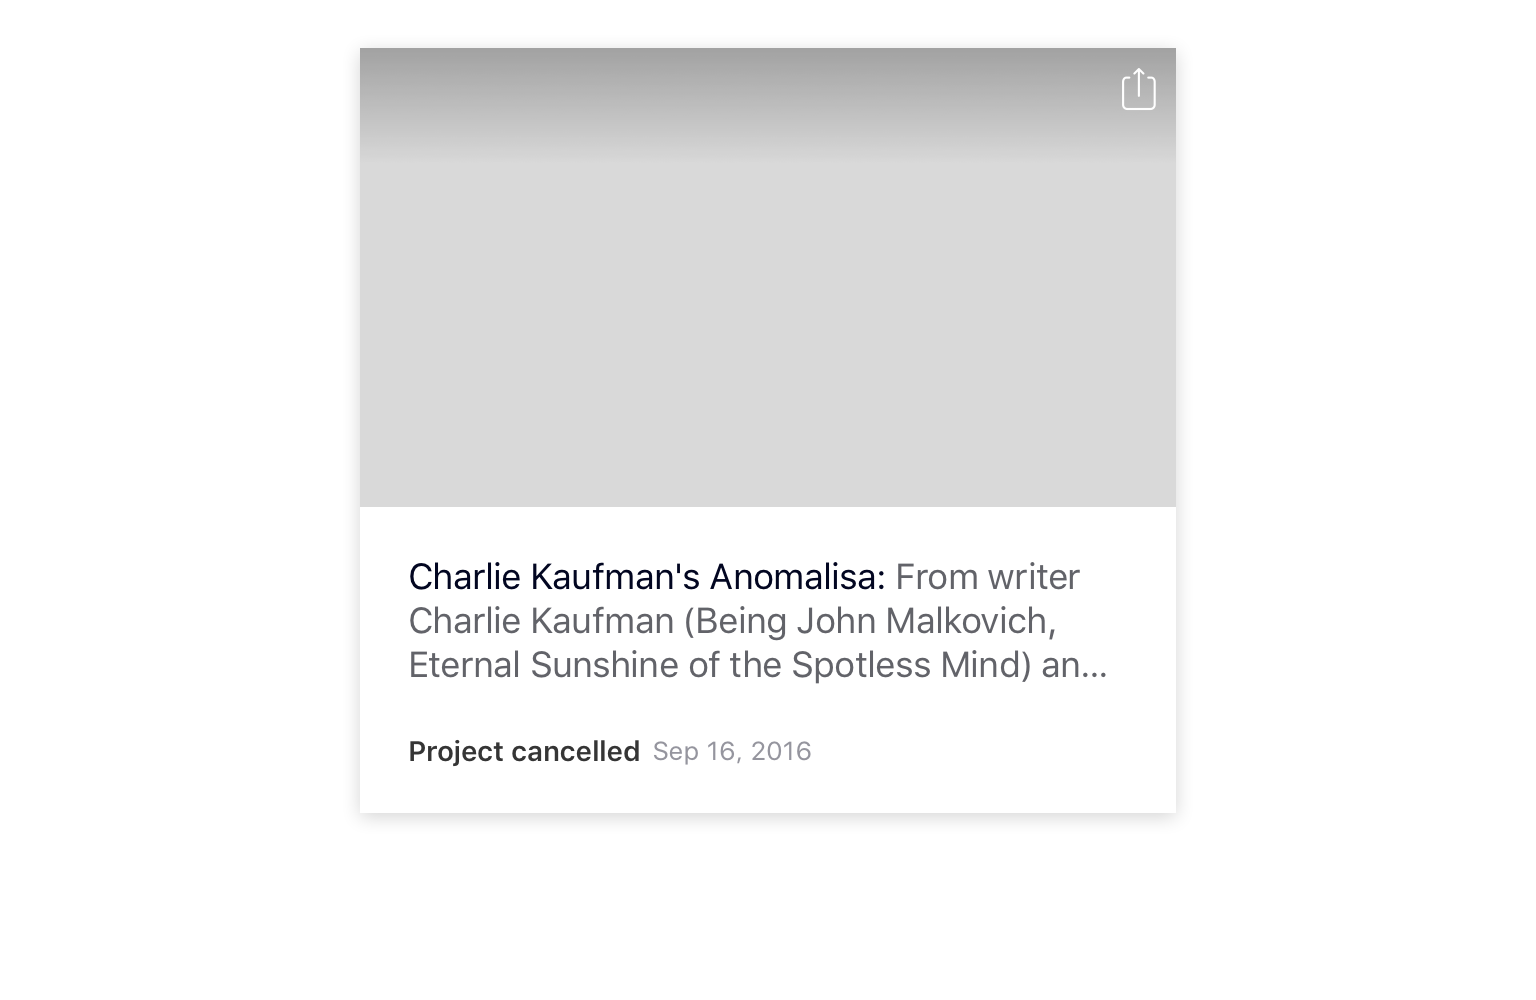 Charlie Kaufman's Anomalisa: From writer
Charlie Kaufman (Being John Malkovich,
Eternal Sunshine of the Spotless Mind) an...
Project cancelled Sep 16, 2016